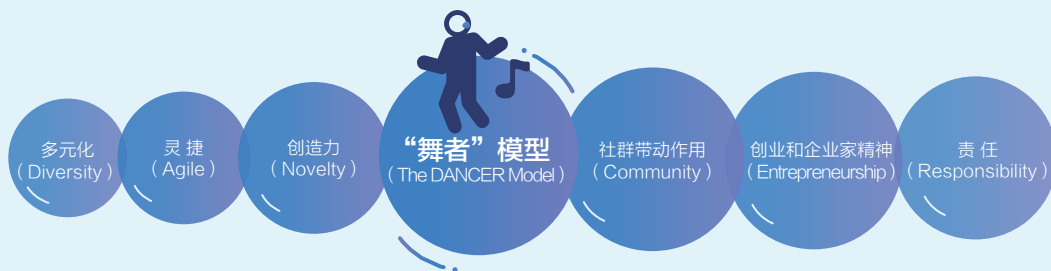 多元化
（Diversity）
灵 捷
（Agile）
创造力
（Novelty）
“舞者”模型
（The DANCER Model）
社群带动作用
（Community）
创业和企业家精神
（Entrepreneurship）
责 任
（Responsibility）